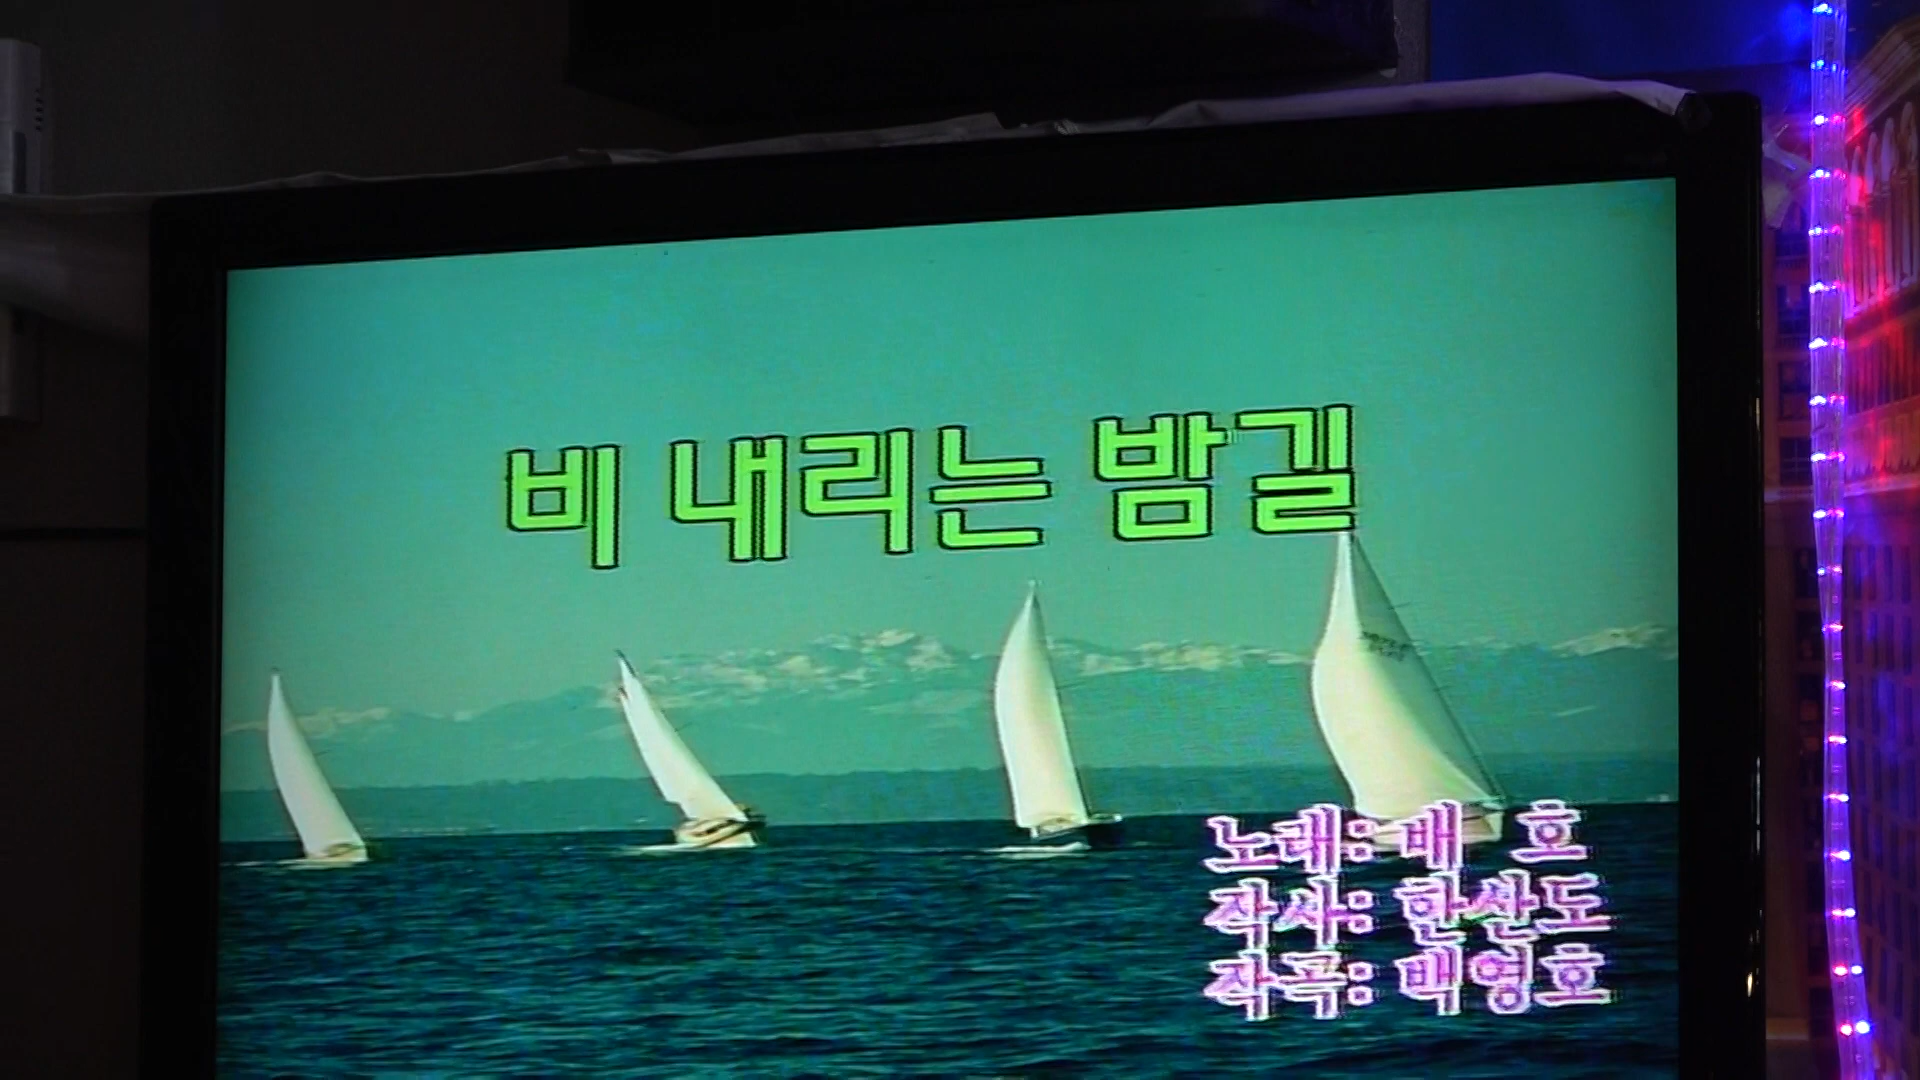 비 내리는 밤길
노래: 배 호
작사: 한산도
작곡: 백영호